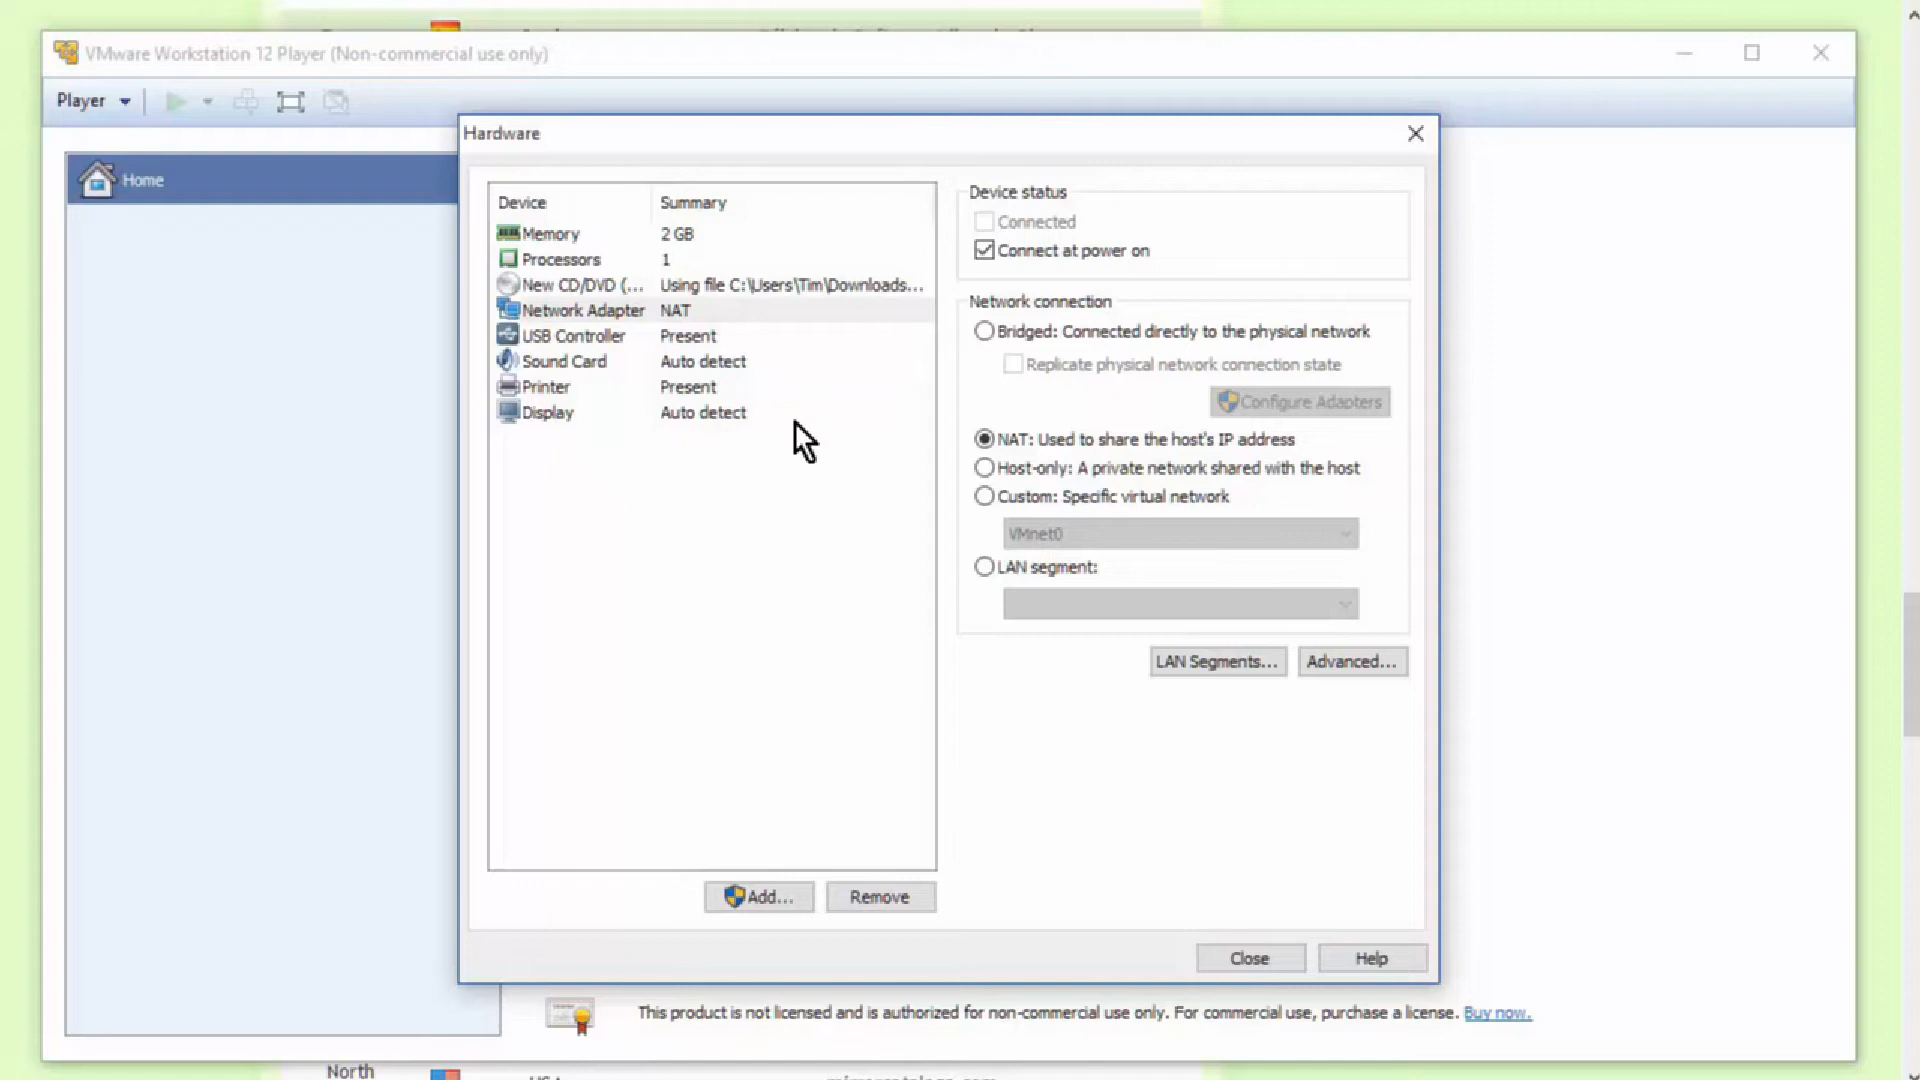 VMware Workstation 12 Player (Non-commercial use only)
Player
Hardware
Home
Device Summary
Memory 2 GB
Processors 1
New CD/DVD (... Using file C:\Users\Tim\Downloads...
Network Adapter NAT
USB Controller Present
Sound Card Auto detect
Printer Present
Display Auto detect
Add...
Remove
Device status
Connected
Connect at power on
Network connection
Bridged: Connected directly to the physical network
Replicate physical network connection state
Configure Adapters
NAT: Used to share the host's IP address
Host-only: A private network shared with the host
Custom: Specific virtual network
VMnet0
LAN segment:
LAN Segments...
Advanced...
Close
Help
This product is not licensed and is authorized for non-commercial use only. For commercial use, purchase a license. Buy now.
North